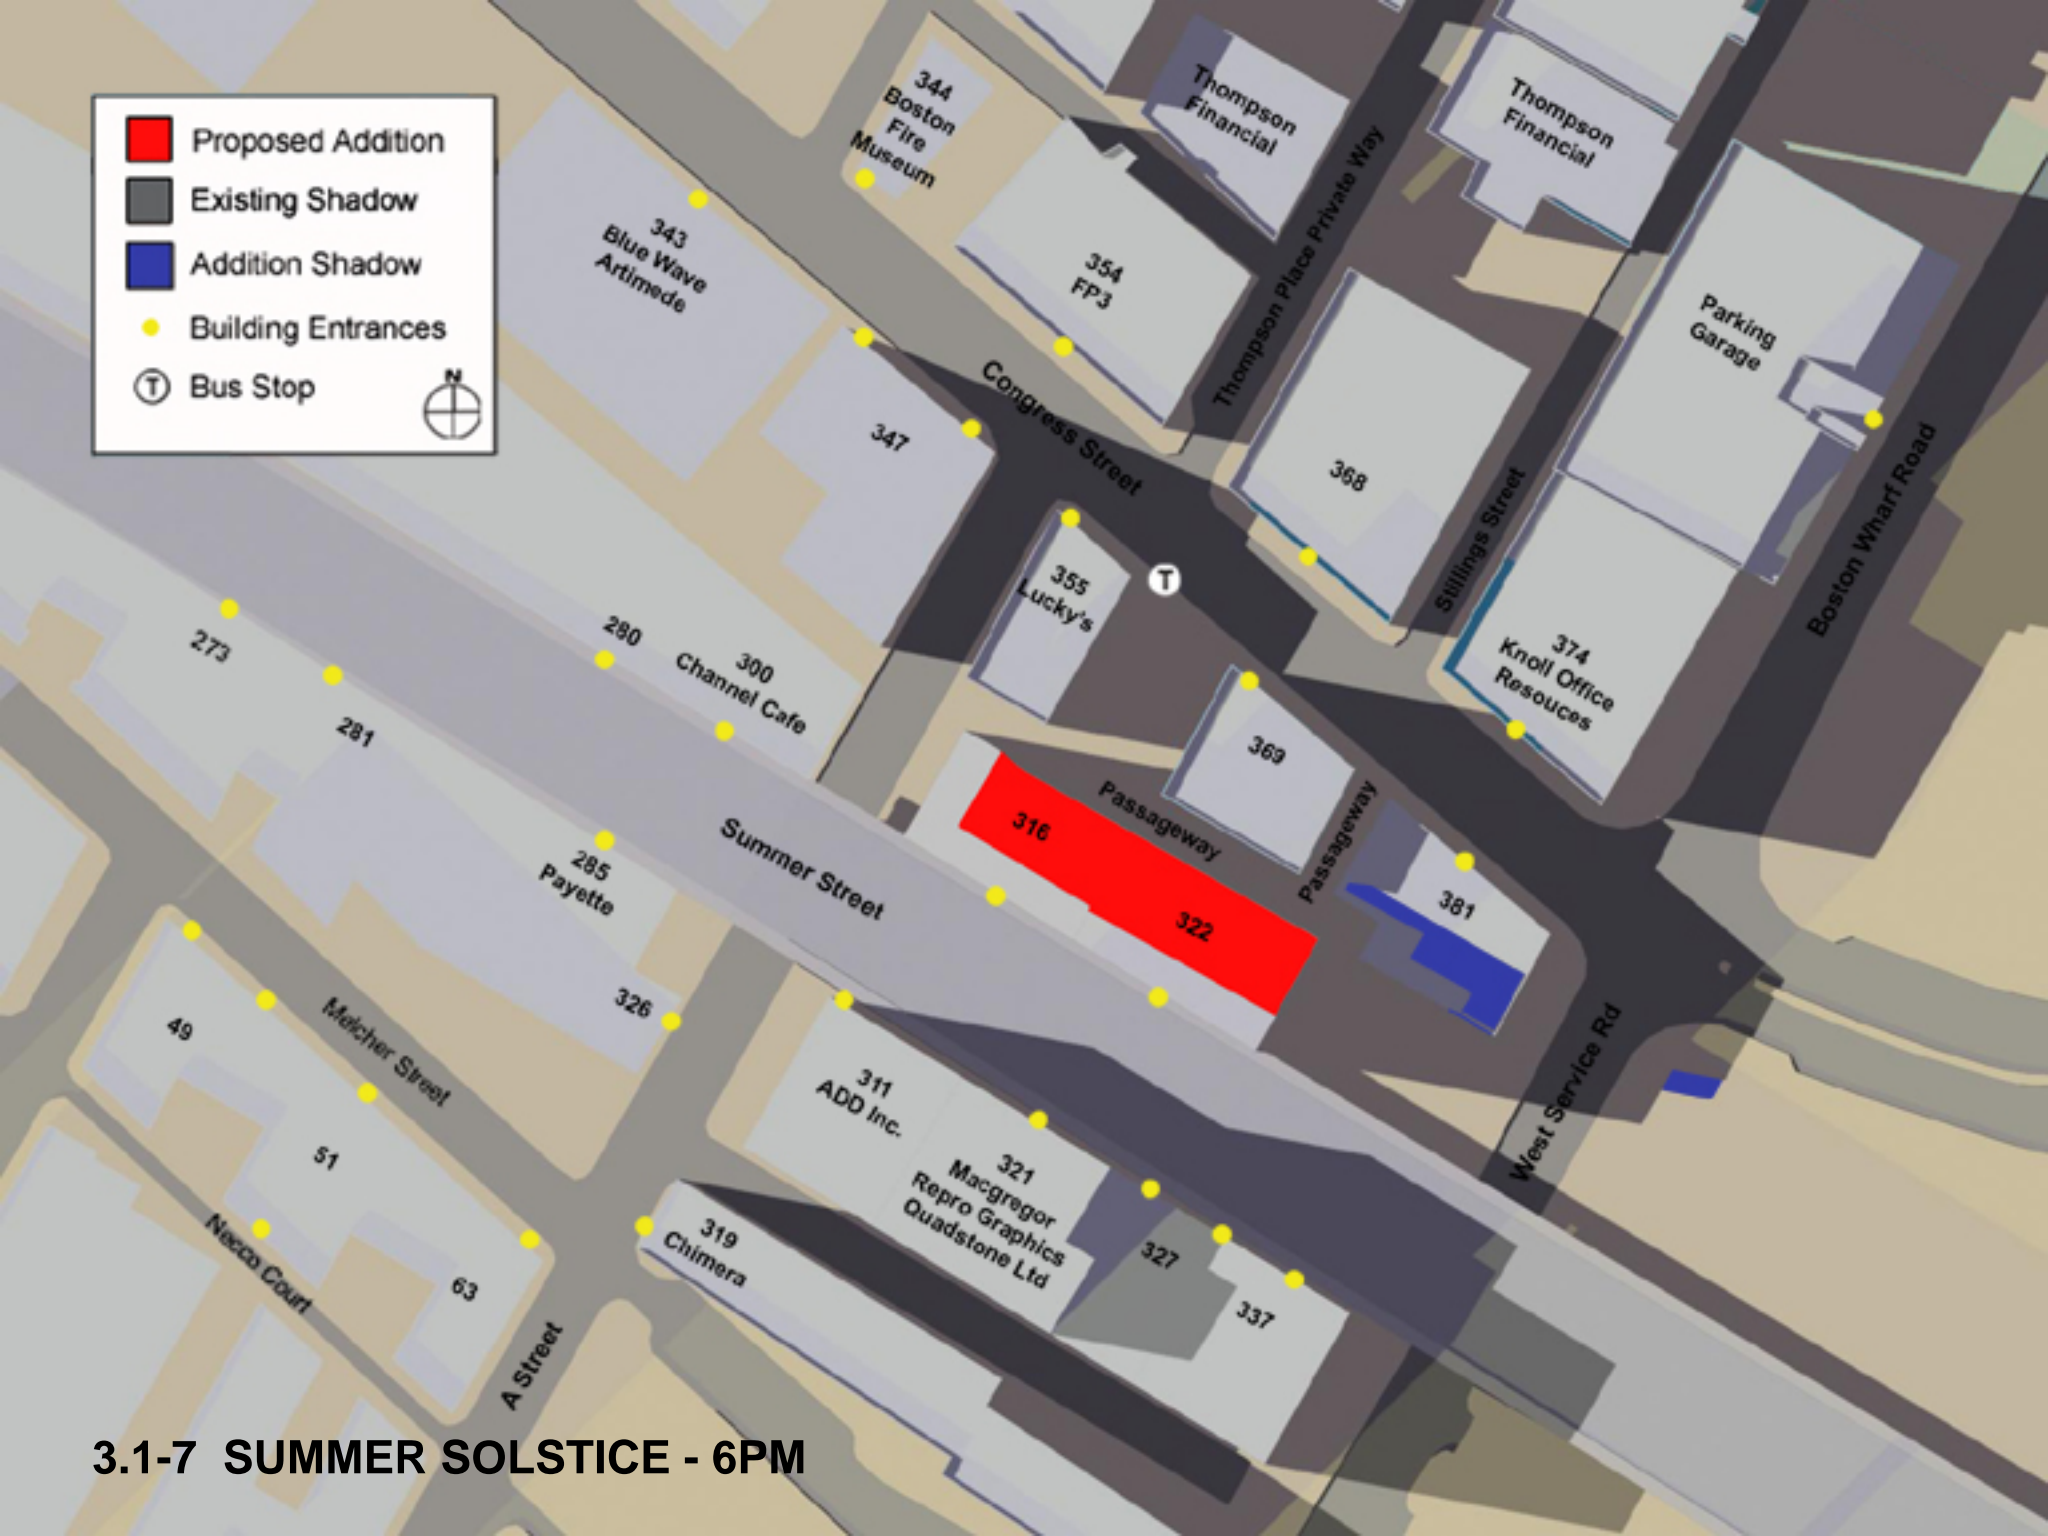 344
Boston
Fire
Museum
Thompson
Financial
Thompson
Financial
Proposed Addition
Existing Shadow
Addition Shadow
Building Entrances
T Bus Stop
N
343
Blue Wave
Artimede
354
FP3
Thompson Place Private Way
Parking
Garage
Congress Street
347
368
Stillings Street
Boston Wharf Road
355
Lucky's
T
273
280
300
Channel Cafe
281
374
Knoll Office
Resouces
369
Passageway
Passageway
316
322
381
Summer Street
285
Payette
326
49
Melcher Street
311
ADD Inc.
West Service Rd
51
321
Macgregor
Repro Graphics
Quadstone Ltd
319
Chimera
327
337
Necco Court
63
A Street
3.1-7 SUMMER SOLSTICE - 6PM